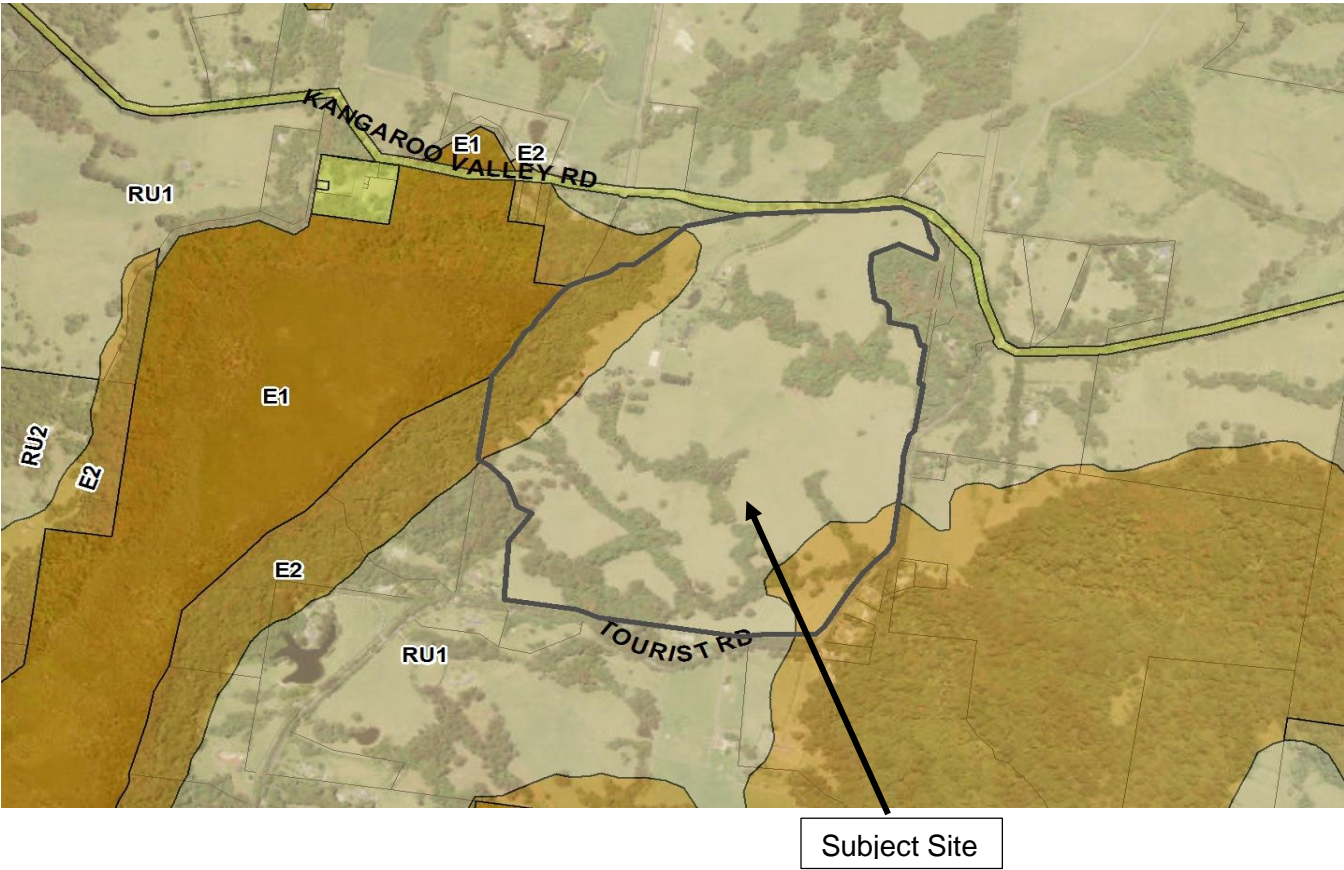 KANGAROO VALLEY RD
E1
E2
RU1
E1
RU2
E2
E2
TOURIST RD
RU1
Subject Site